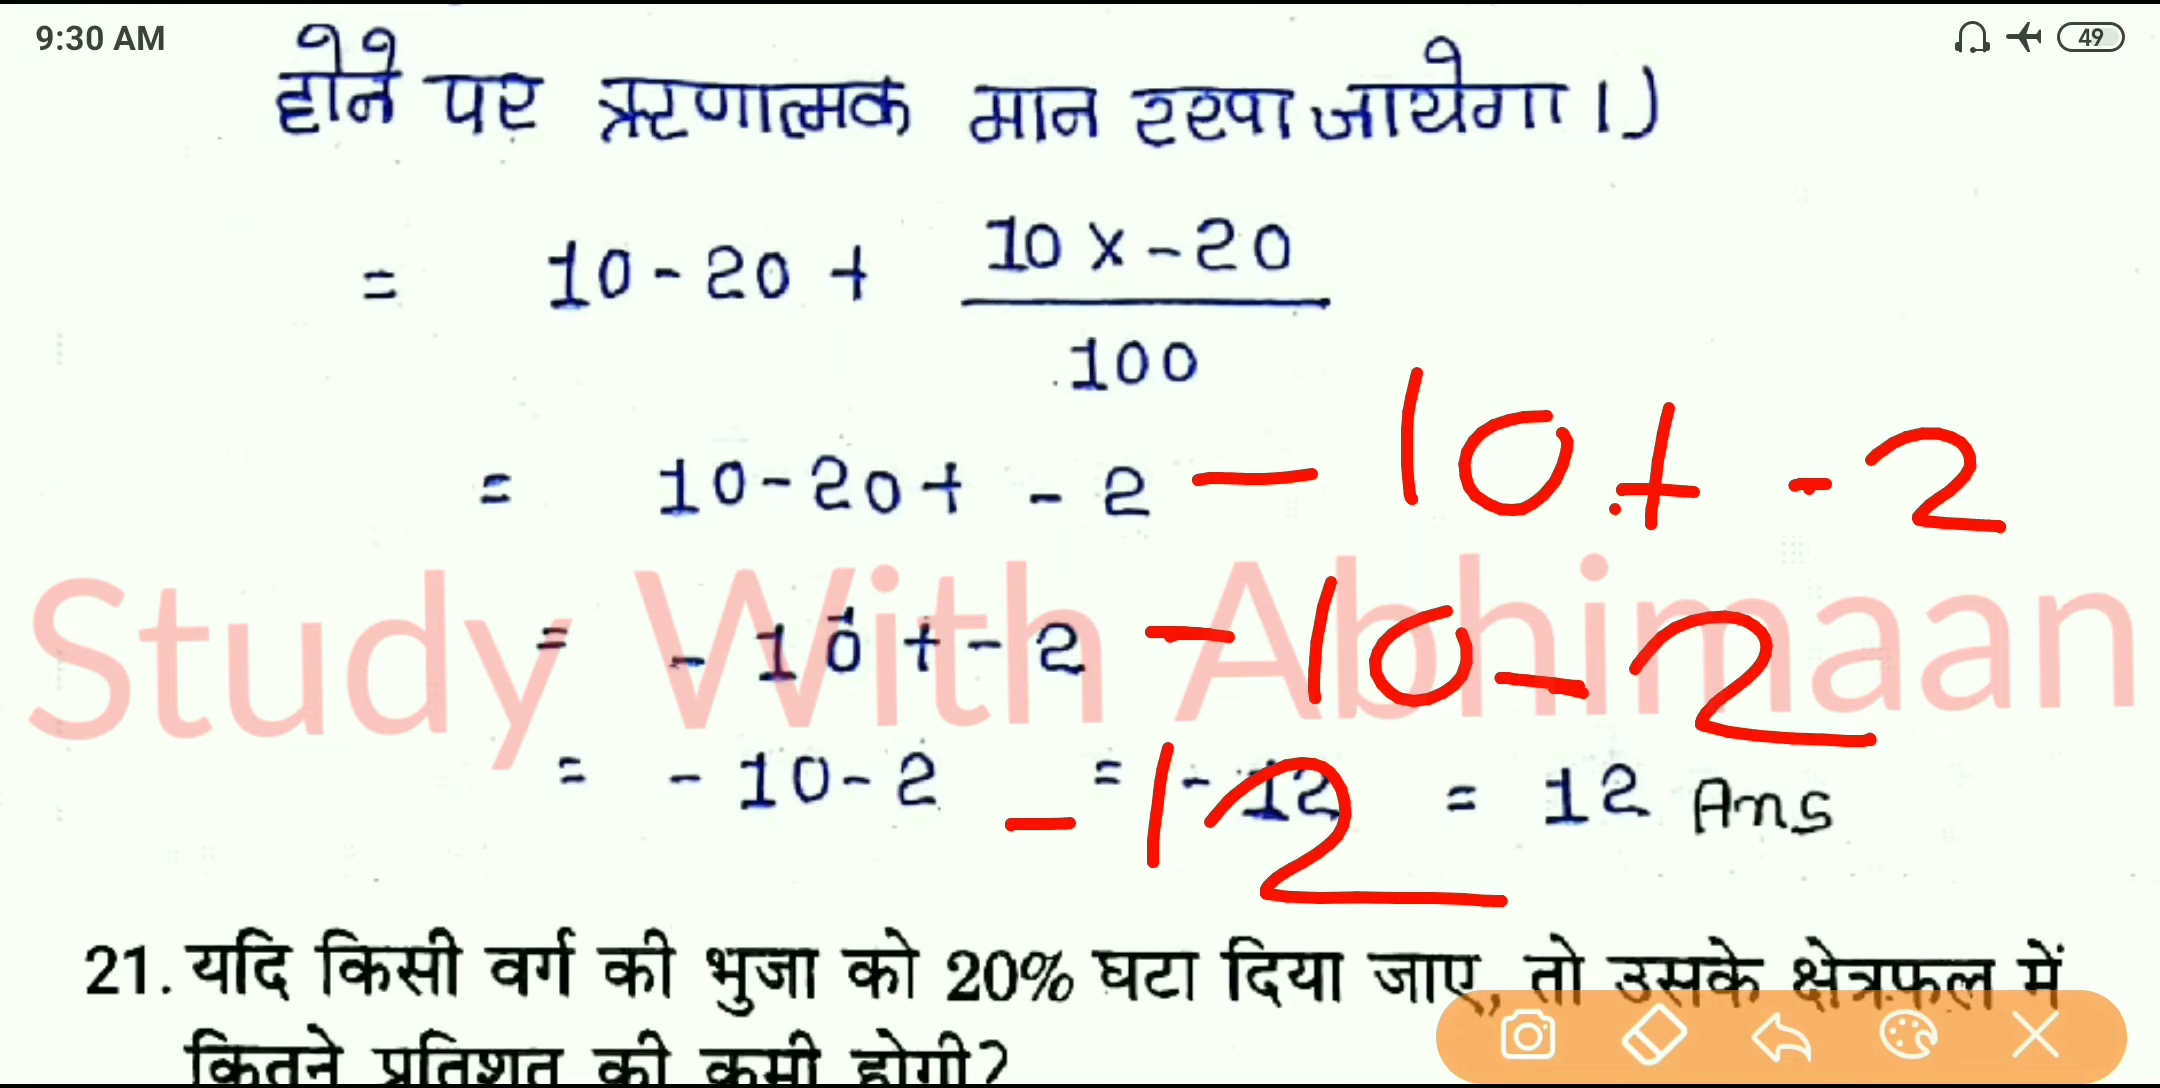 9:30 AM 49
होने पर ऋणात्मक मान रखा जायेगा।)
= 10-20 + 10 x -20
100
= 10-20 + - 2 - 10 + - 2
Study With Abhimaan
= - 10 + - 2 - 10 - 2
= - 10 - 2 = - 12 = 12 Ans
- 12
21. यदि किसी वर्ग की भुजा को 20% घटा दिया जाए, तो उसके क्षेत्रफल में
कितने प्रतिशत की कमी होगी?